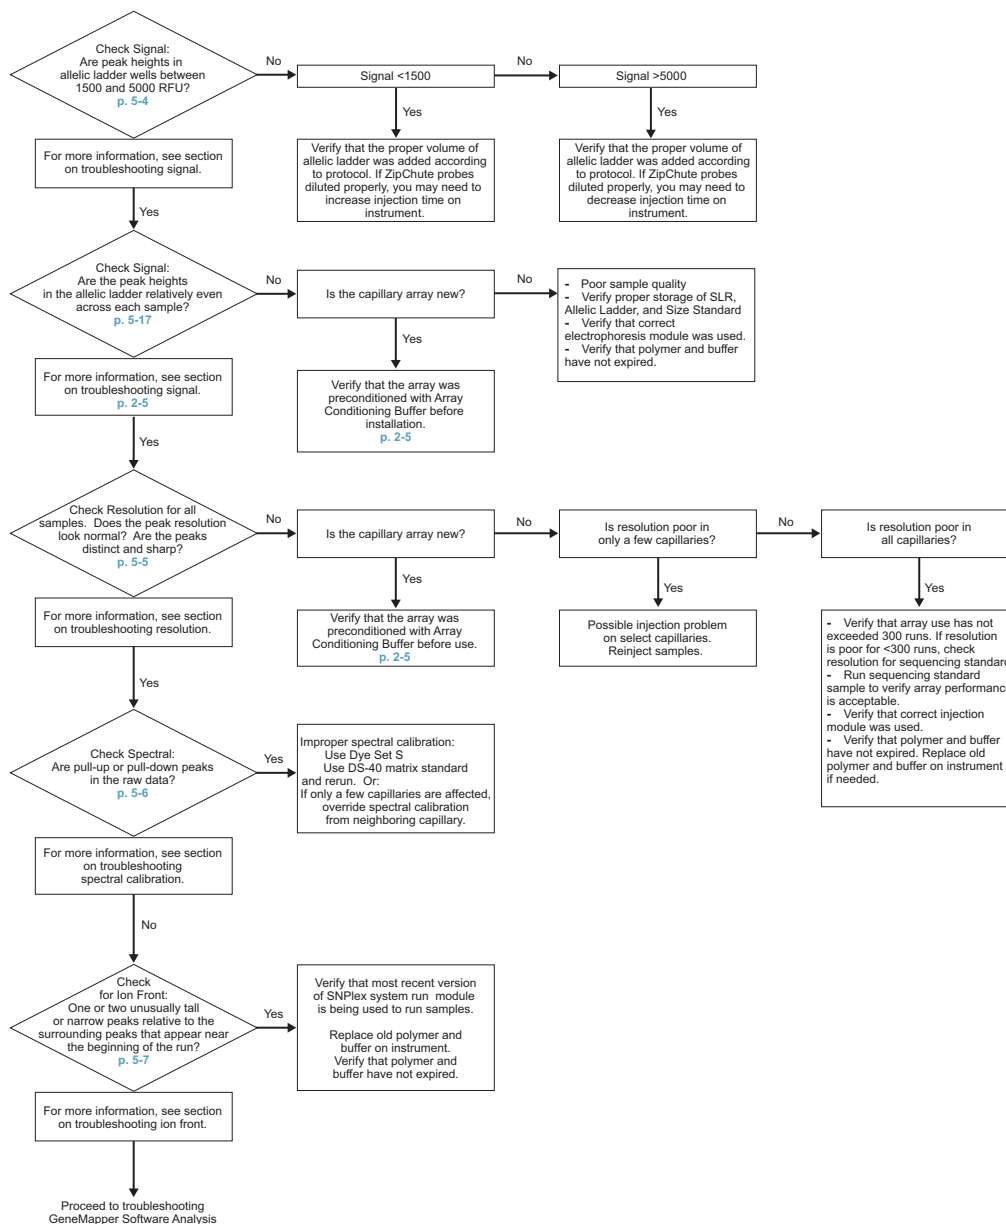 Check Signal:
Are peak heights in
allelic ladder wells between
1500 and 5000 RFU?
p. 5-4
No
Signal <1500
No
Signal >5000
Yes
Yes
For more information, see section
on troubleshooting signal.
Verify that the proper volume of
allelic ladder was added according
to protocol. If ZipChute probes
diluted properly, you may need to
increase injection time on
instrument.
Verify that the proper volume of
allelic ladder was added according
to protocol. If ZipChute probes
diluted properly, you may need to
decrease injection time on
instrument.
Yes
Check Signal:
Are the peak heights
in the allelic ladder relatively even
across each sample?
p. 5-17
No
Is the capillary array new?
No
- Poor sample quality
- Verify proper storage of SLR,
Allelic Ladder, and Size Standard
- Verify that correct
electrophoresis module was used.
- Verify that polymer and buffer
have not expired.
Yes
For more information, see section
on troubleshooting signal.
p. 2-5
Verify that the array was
preconditioned with Array
Conditioning Buffer before
installation.
p. 2-5
Yes
Check Resolution for all
samples. Does the peak resolution
look normal? Are the peaks
distinct and sharp?
p. 5-5
No
Is the capillary array new?
No
Is resolution poor in
only a few capillaries?
No
Is resolution poor in
all capillaries?
Yes
Yes
Yes
For more information, see section
on troubleshooting resolution.
Verify that the array was
preconditioned with Array
Conditioning Buffer before use.
p. 2-5
Possible injection problem
on select capillaries.
Reinject samples.
- Verify that array use has not
exceeded 300 runs. If resolution
is poor for <300 runs, check
resolution for sequencing standard
- Run sequencing standard
sample to verify array performance
is acceptable.
- Verify that correct injection
module was used.
- Verify that polymer and buffer
have not expired. Replace old
polymer and buffer on instrument
if needed.
Yes
Check Spectral:
Are pull-up or pull-down peaks
in the raw data?
p. 5-6
Yes
Improper spectral calibration:
Use Dye Set S
Use DS-40 matrix standard
and rerun. Or:
If only a few capillaries are affected,
override spectral calibration
from neighboring capillary.
For more information, see section
on troubleshooting
spectral calibration.
No
Check
for Ion Front:
One or two unusually tall
or narrow peaks relative to the
surrounding peaks that appear near
the beginning of the run?
p. 5-7
Yes
Verify that most recent version
of SNPlex system run module
is being used to run samples.
Replace old polymer and
buffer on instrument.
Verify that polymer and
buffer have not expired.
For more information, see section
on troubleshooting ion front.
Proceed to troubleshooting
GeneMapper Software Analysis